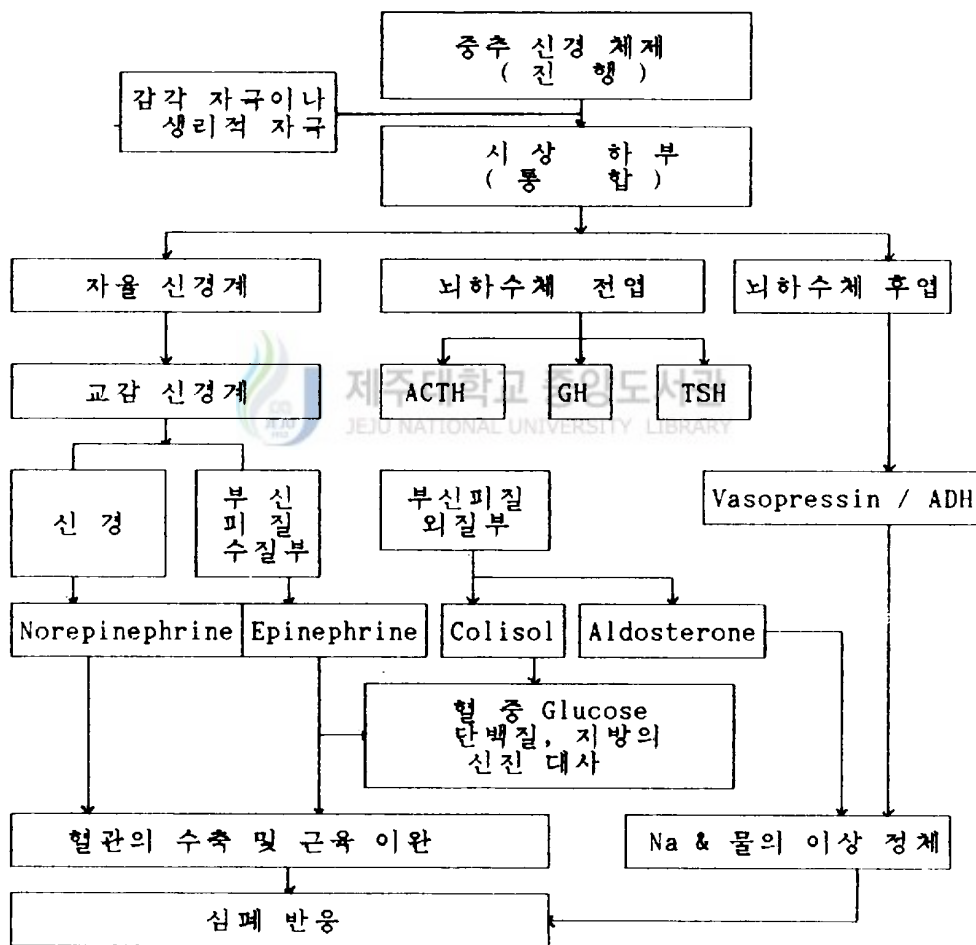 중추 신경 체제
( 진 행 )
감각 자극이나
생리적 자극
시 상 하 부
( 통 합 )
자율 신경계
뇌하수체 전엽
뇌하수체 후엽
교감 신경계
ACTH
GH
TSH
제주대학교 중앙도서관
JEJU NATIONAL UNIVERSITY LIBRARY
신 경
부 신
피 질
수질부
부신피질
외질부
Vasopressin / ADH
Norepinephrine
Epinephrine
Colisol
Aldosterone
혈 중 Glucose
단백질, 지방의
신진 대사
혈관의 수축 및 근육 이완
Na & 물의 이상 정체
심폐 반응